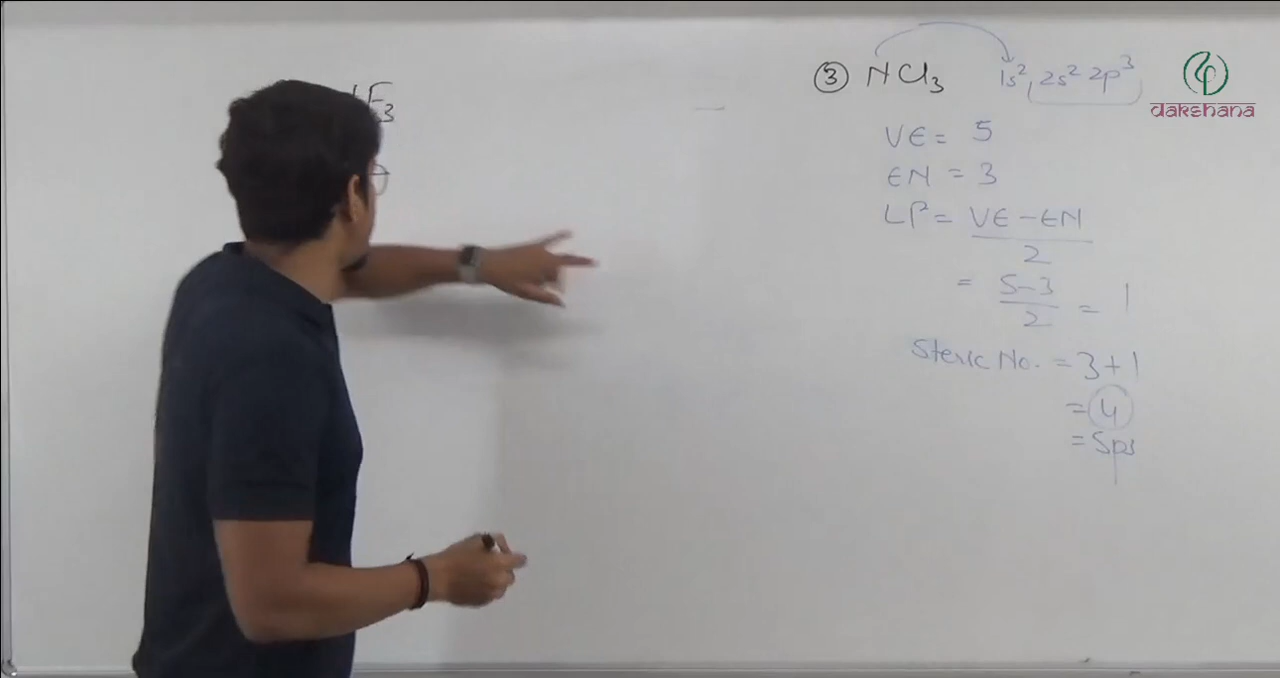 F3
③ NCl3 1s², 2s² 2p³
dakshana
VE = 5
EN = 3
LP = VE - EN
2
= 5-3
2
= 1
Steric No. = 3+1
= 4
= Sp3